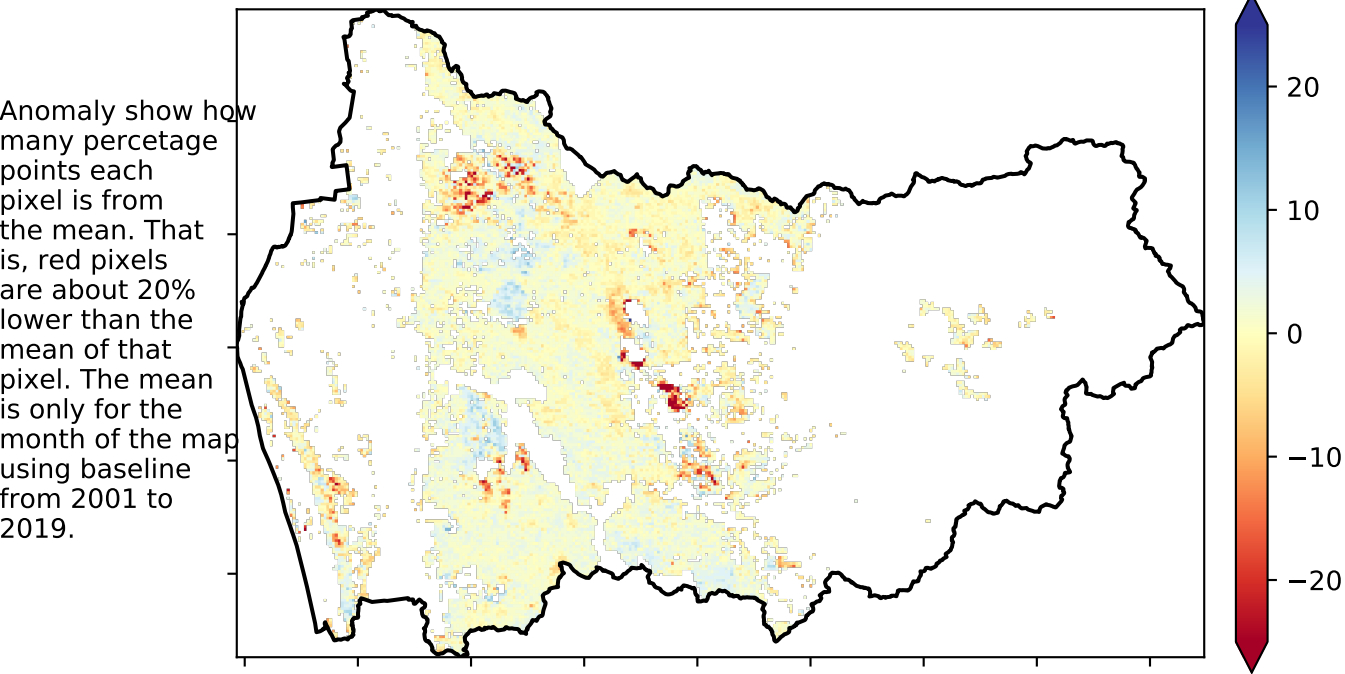 Anomaly show how
many percetage
points each
pixel is from
the mean. That
is, red pixels
are about 20%
lower than the
mean of that
pixel. The mean
is only for the
month of the map
using baseline
from 2001 to
2019.
20
10
0
−10
−20